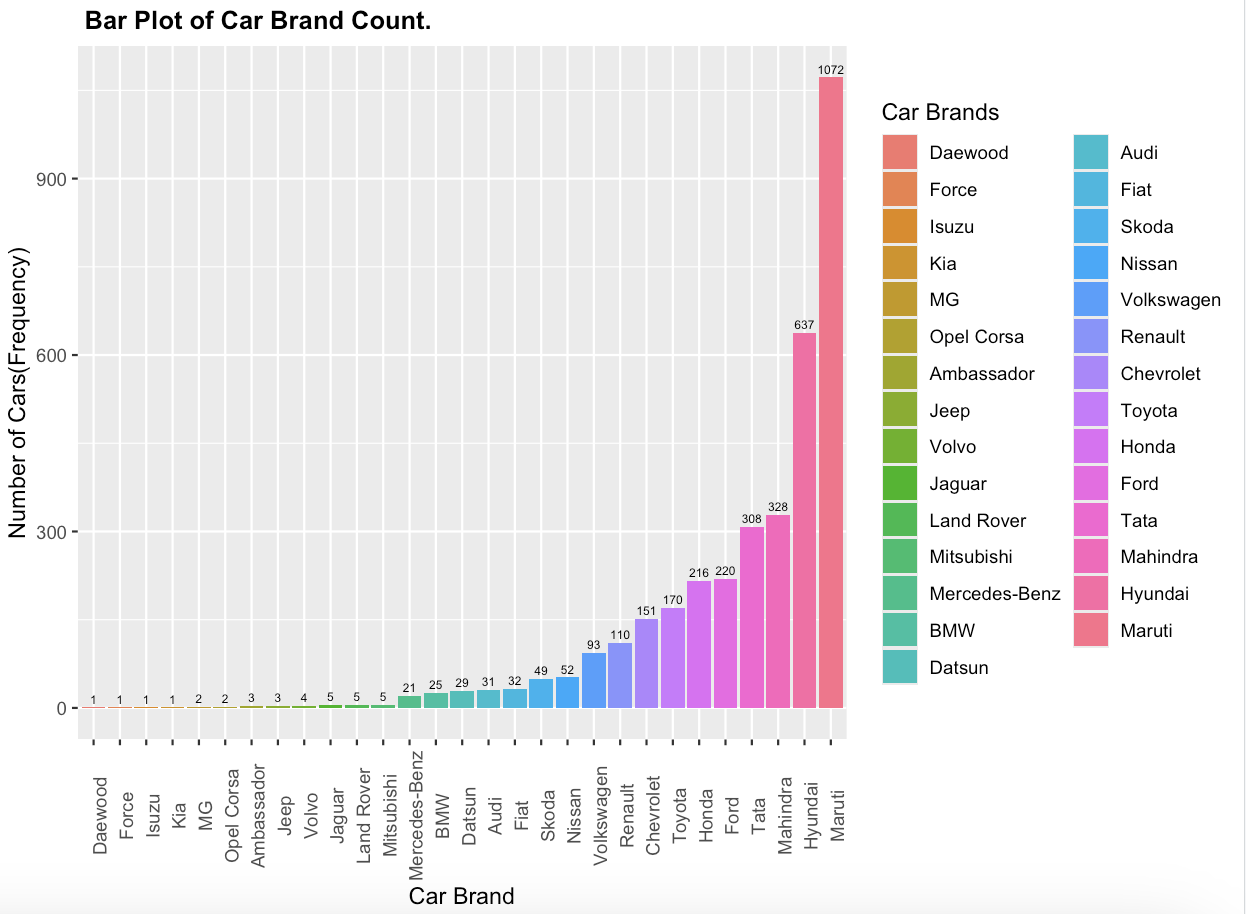 Bar Plot of Car Brand Count.
Number of Cars(Frequency)
900
600
300
0
1 1 1 1 2 2 3 3 4 5 5 5 21 25 29 31 32 49 52 93 110 151 170 216 220 308 328 637 1072
Daewood
Force
Isuzu
Kia
MG
Opel Corsa
Ambassador
Jeep
Volvo
Jaguar
Land Rover
Mitsubishi
Mercedes-Benz
BMW
Datsun
Audi
Fiat
Skoda
Nissan
Volkswagen
Renault
Chevrolet
Toyota
Honda
Ford
Tata
Mahindra
Hyundai
Maruti
Car Brand
Car Brands
Daewood
Force
Isuzu
Kia
MG
Opel Corsa
Ambassador
Jeep
Volvo
Jaguar
Land Rover
Mitsubishi
Mercedes-Benz
BMW
Datsun
Audi
Fiat
Skoda
Nissan
Volkswagen
Renault
Chevrolet
Toyota
Honda
Ford
Tata
Mahindra
Hyundai
Maruti